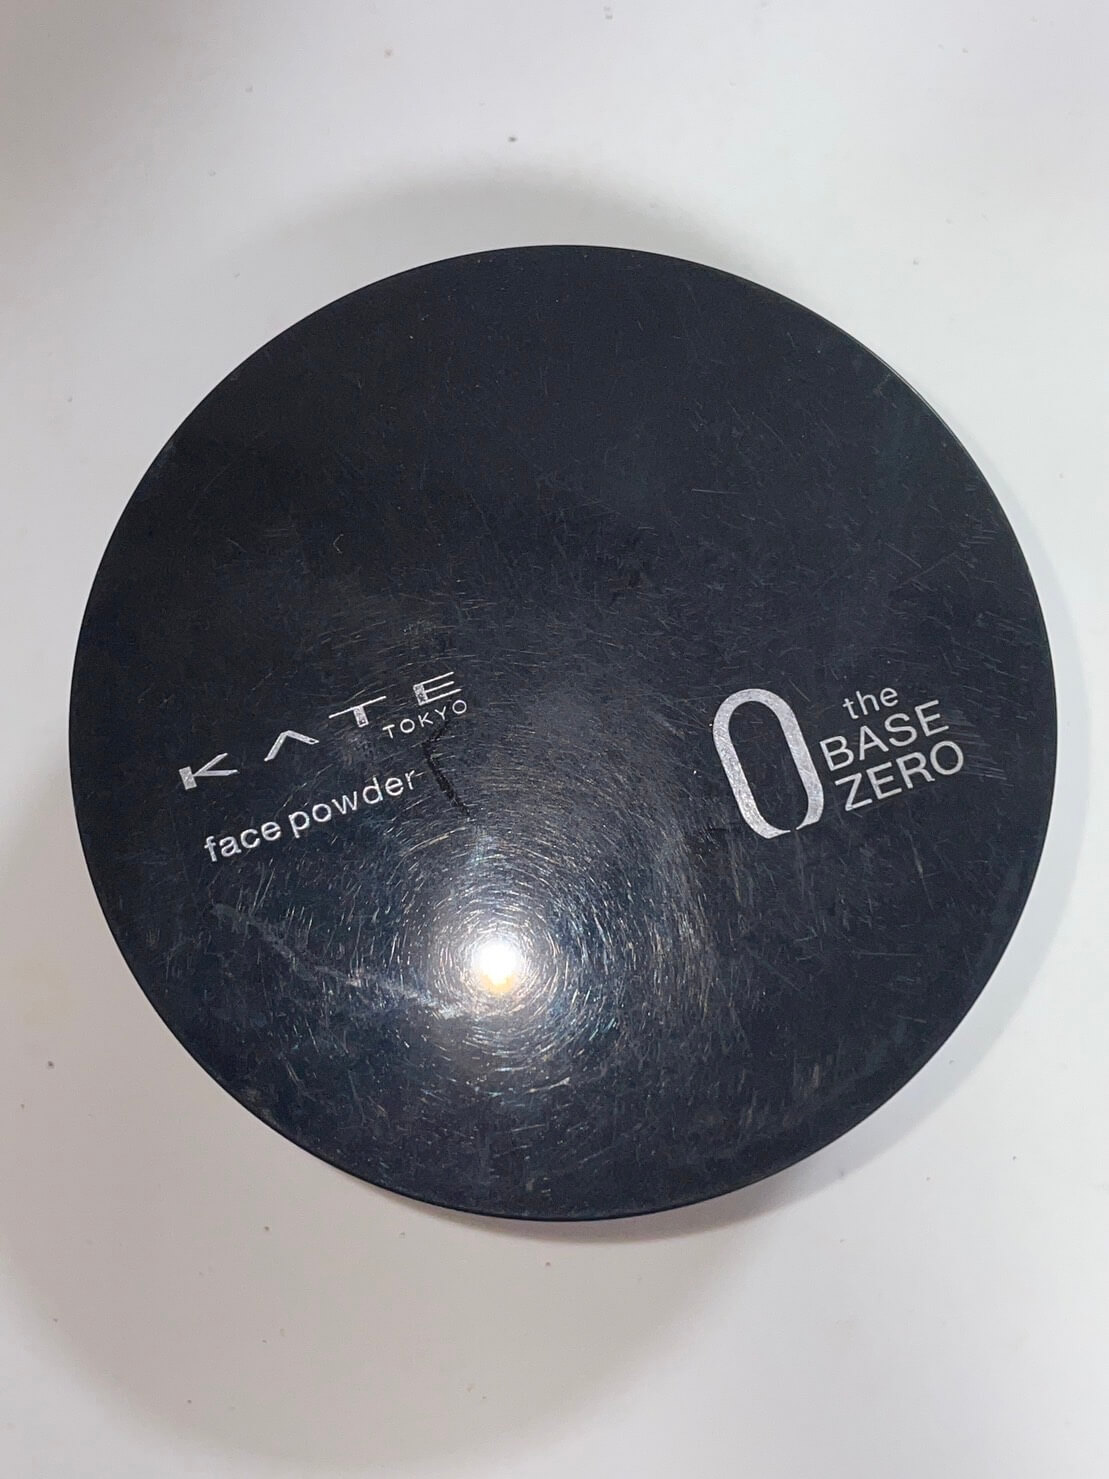 KATE
TOKYO
face powder
0
the
BASE
ZERO